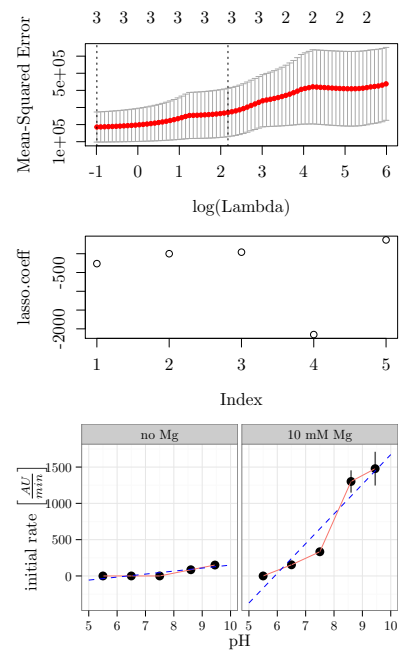 3 3 3 3 3 3 3 2 2 2 2
Mean-Squared Error
5e+05
1e+05
-1 0 1 2 3 4 5 6
log(Lambda)
lasso.coeff
-500
-2000
1 2 3 4 5
Index
no Mg
10 mM Mg
initial rate [AU/min]
1500
1000
500
0
5 6 7 8 9 10
5 6 7 8 9 10
pH